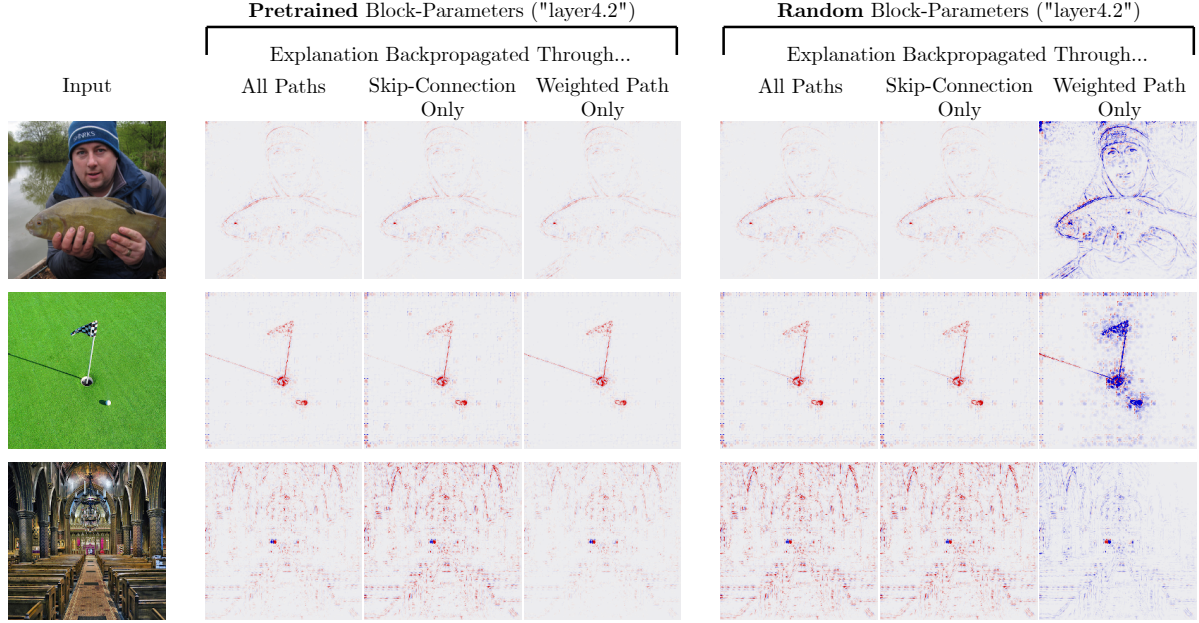 Pretrained Block-Parameters ("layer4.2")
Random Block-Parameters ("layer4.2")
Explanation Backpropagated Through...
Explanation Backpropagated Through...
Input
All Paths
Skip-Connection
Only
Weighted Path
Only
All Paths
Skip-Connection
Only
Weighted Path
Only